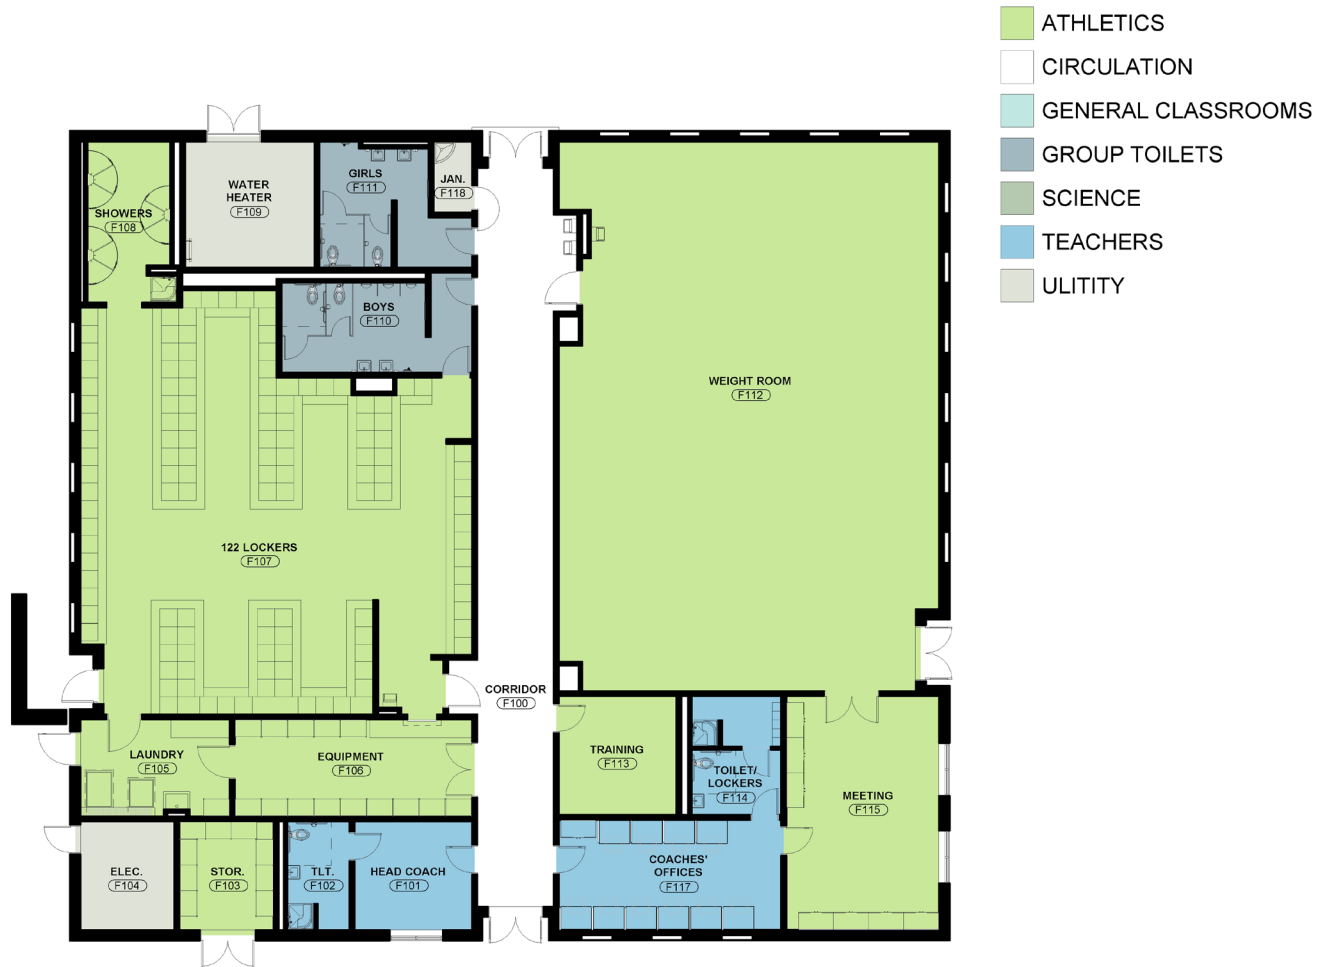 ATHLETICS
CIRCULATION
GENERAL CLASSROOMS
GROUP TOILETS
SCIENCE
TEACHERS
ULITITY
SHOWERS
F108
WATER
HEATER
F109
GIRLS
F111
JAN.
F118
BOYS
F110
WEIGHT ROOM
F112
122 LOCKERS
F107
CORRIDOR
F100
LAUNDRY
F105
EQUIPMENT
F106
TRAINING
F113
TOILET/
LOCKERS
F114
MEETING
F115
ELEC.
F104
STOR.
F103
TLT.
F102
HEAD COACH
F101
COACHES'
OFFICES
F117